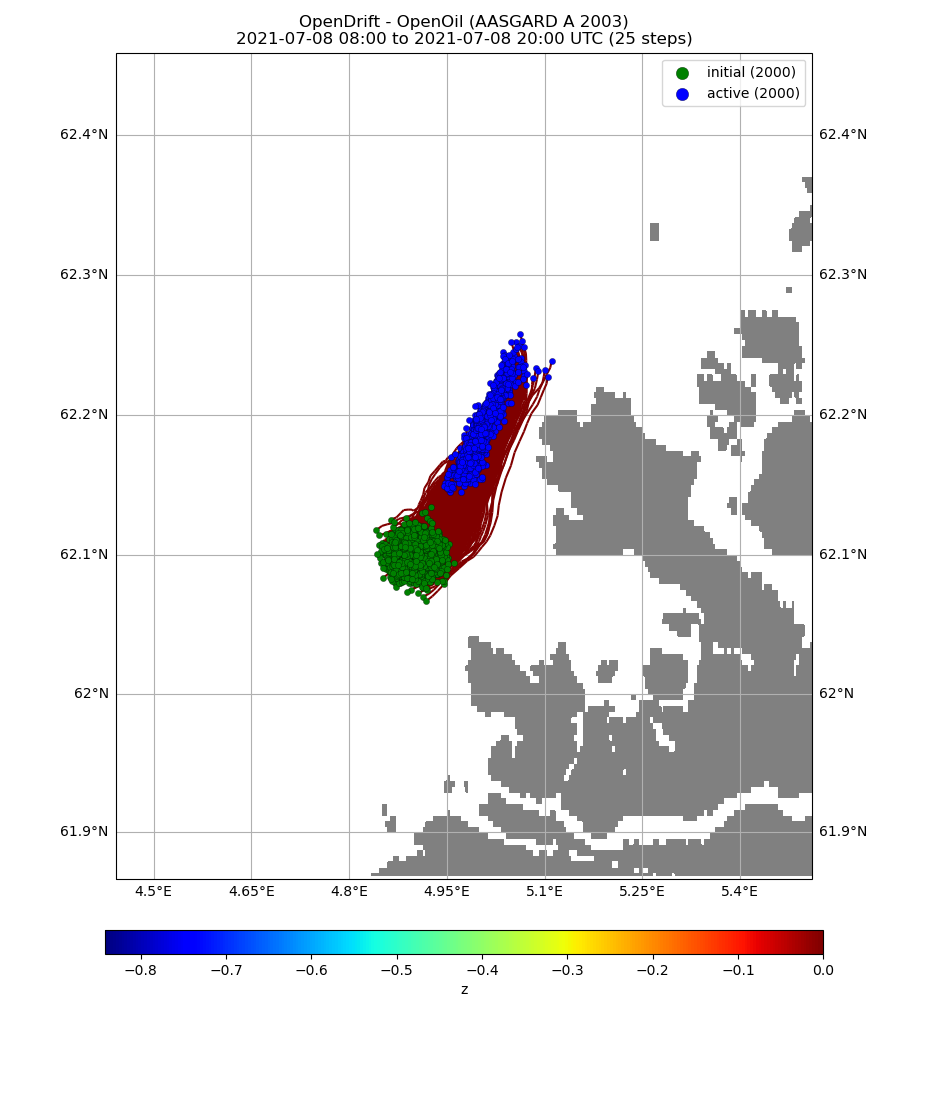 OpenDrift - OpenOil (AASGARD A 2003)
2021-07-08 08:00 to 2021-07-08 20:00 UTC (25 steps)
initial (2000)
active (2000)
62.4°N 62.4°N
62.3°N 62.3°N
62.2°N 62.2°N
62.1°N 62.1°N
62°N 62°N
61.9°N 61.9°N
4.5°E 4.65°E 4.8°E 4.95°E 5.1°E 5.25°E 5.4°E
−0.8 −0.7 −0.6 −0.5 −0.4 −0.3 −0.2 −0.1 0.0
z